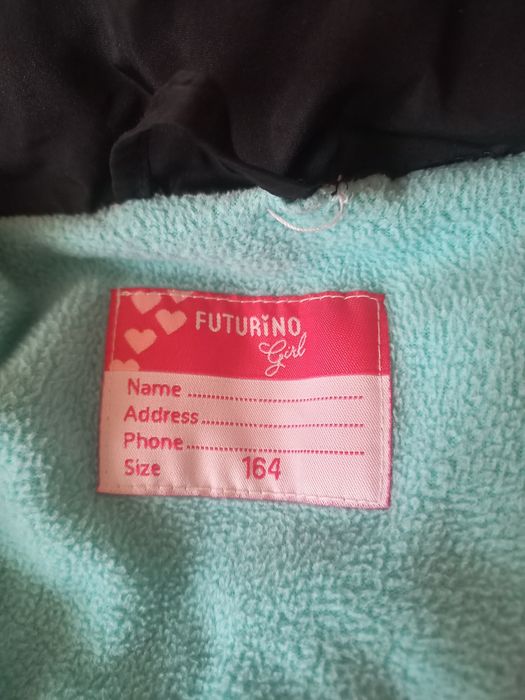 FUTURiNO
Girl
Name
Address
Phone
Size 164